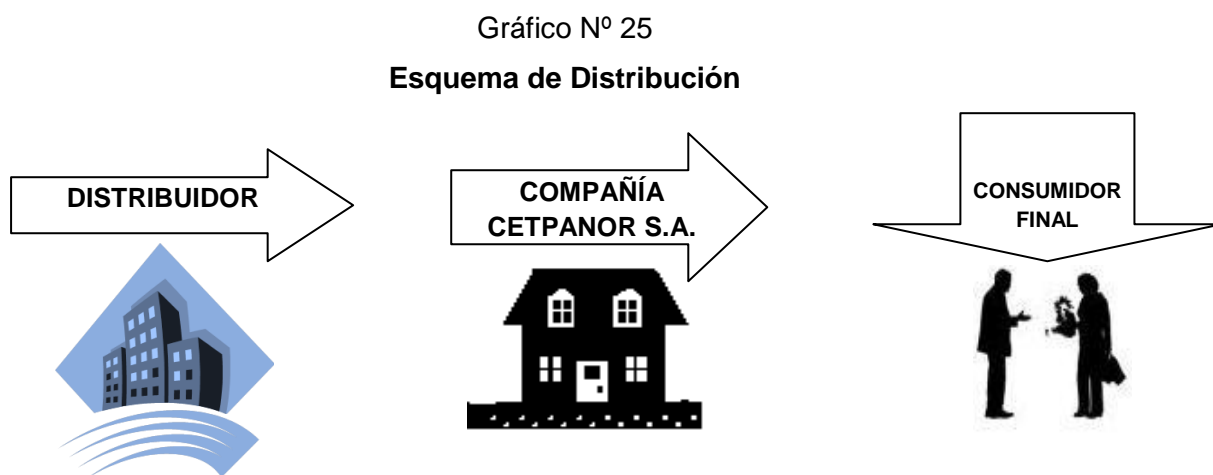 Gráfico Nº 25
Esquema de Distribución
DISTRIBUIDOR
COMPAÑÍA
CETPANOR S.A.
CONSUMIDOR
FINAL